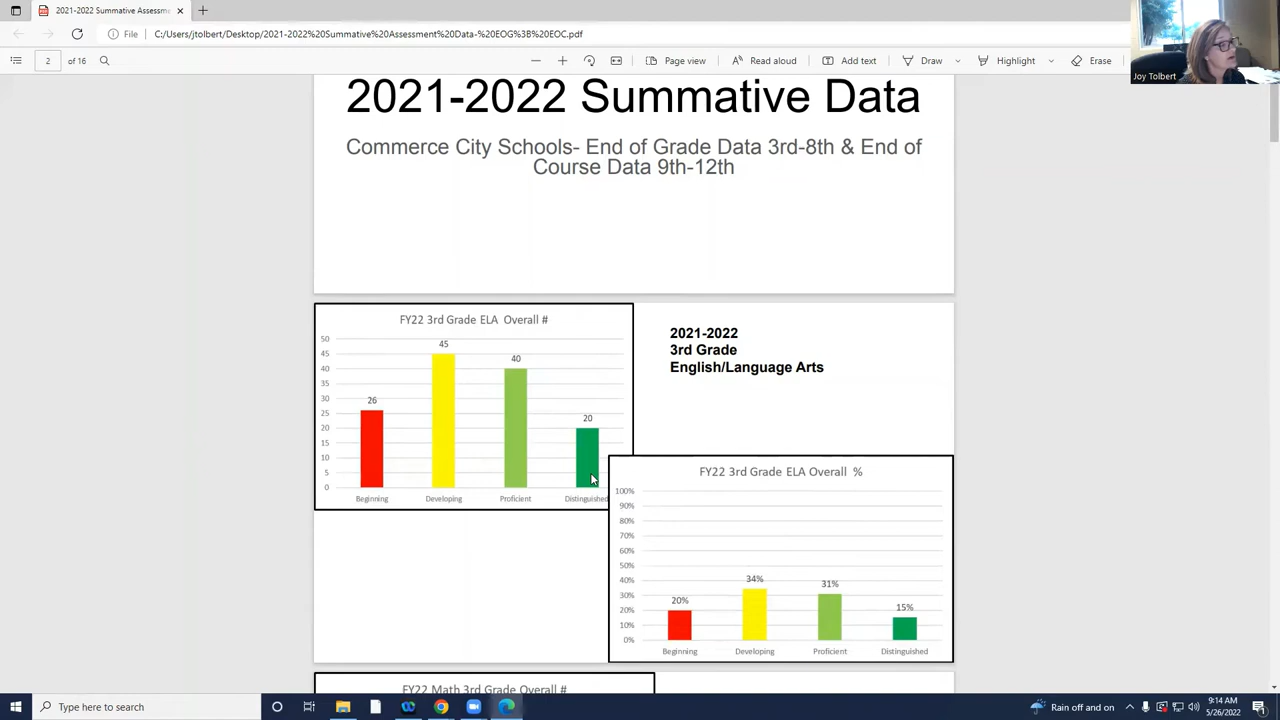 2021-2022 Summative Assessm
File
C:/Users/jtolbert/Desktop/2021-2022%20Summative%20Assessment%20Data-%20EOG%3B%20EOC.pdf
2 of 16
Page view
Read aloud
Add text
Draw
Highlight
Erase
Joy Tolbert
2021-2022 Summative Data
Commerce City Schools- End of Grade Data 3rd-8th & End of
Course Data 9th-12th
FY22 3rd Grade ELA Overall #
50
45
40
35
30
25
20
15
10
5
0
26
45
40
20
Beginning
Developing
Proficient
Distinguished
2021-2022
3rd Grade
English/Language Arts
FY22 3rd Grade ELA Overall %
100%
90%
80%
70%
60%
50%
40%
30%
20%
10%
0%
20%
34%
31%
15%
Beginning
Developing
Proficient
Distinguished
FY22 Math 3rd Grade Overall #
Type here to search
Rain off and on
9:14 AM
5/26/2022